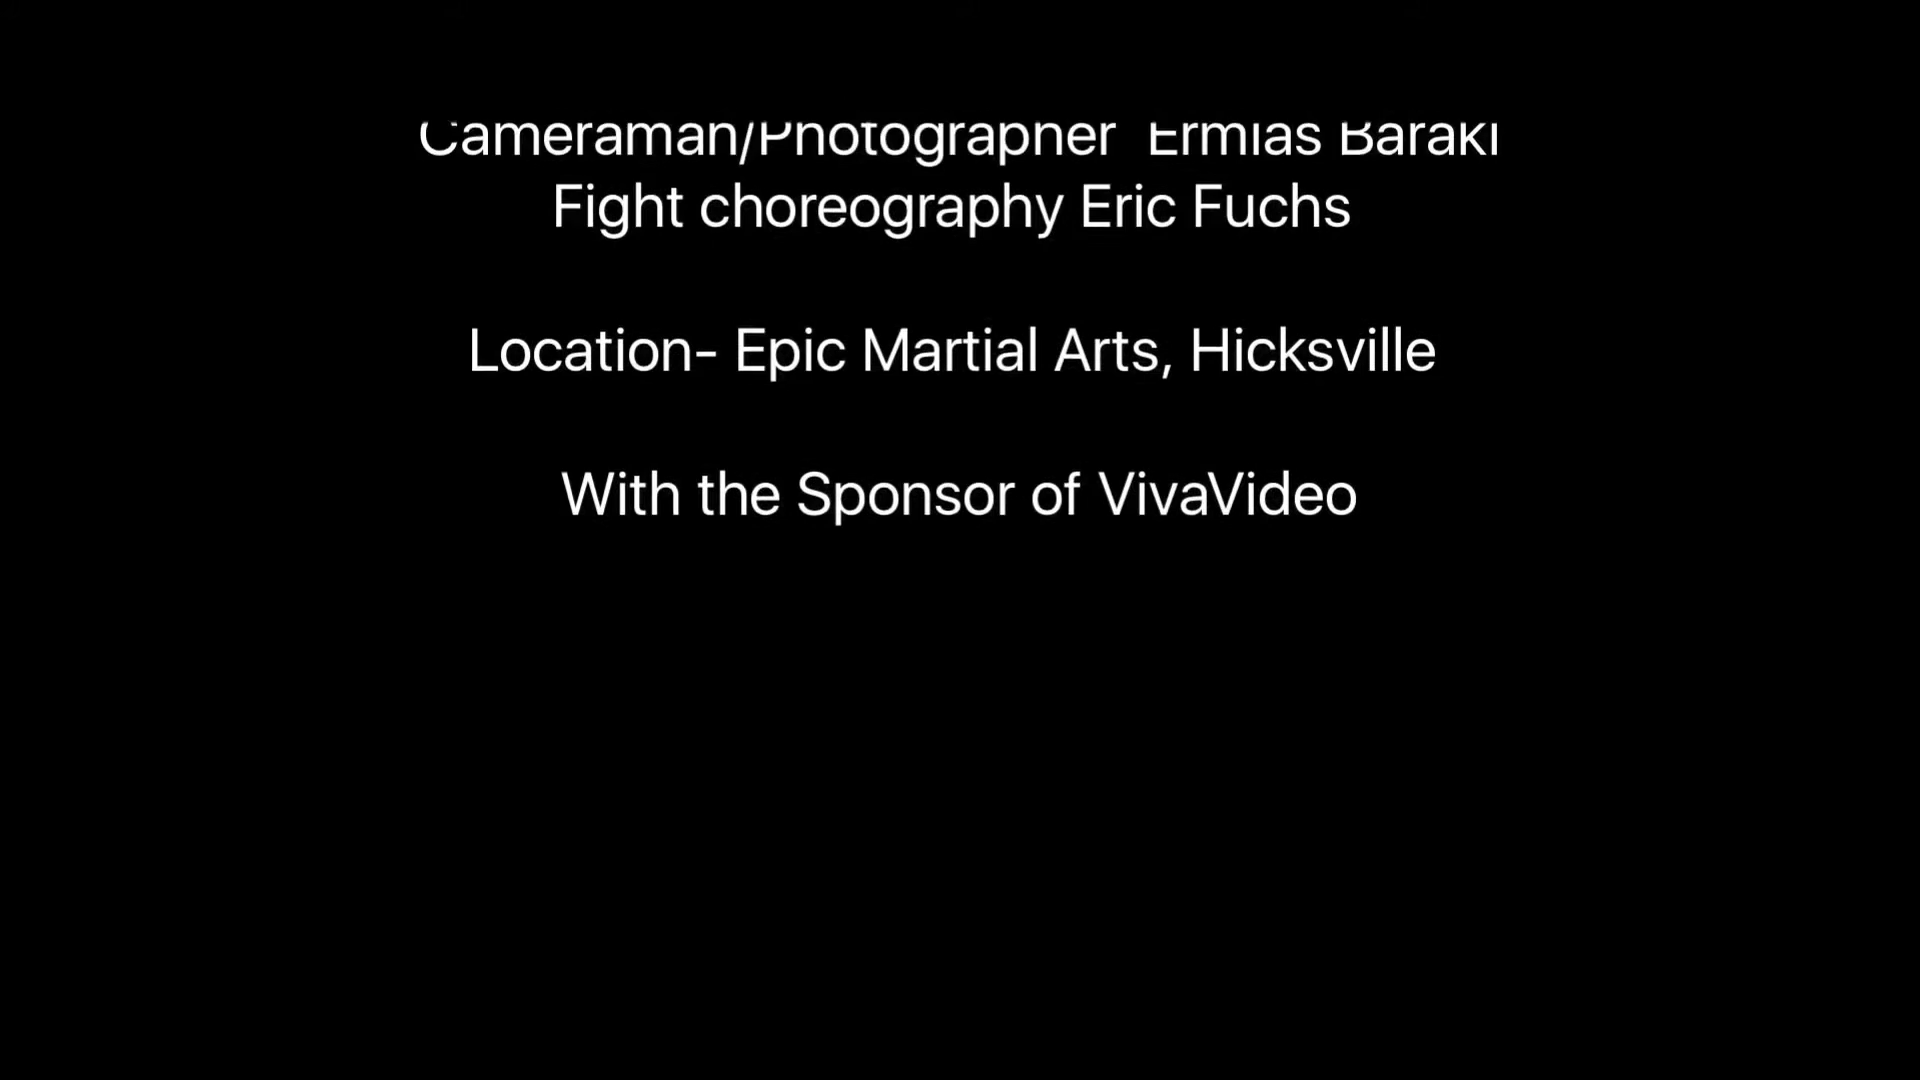 Cameraman/Photographer  Ermias Baraki
Fight choreography Eric Fuchs
Location- Epic Martial Arts, Hicksville
With the Sponsor of VivaVideo